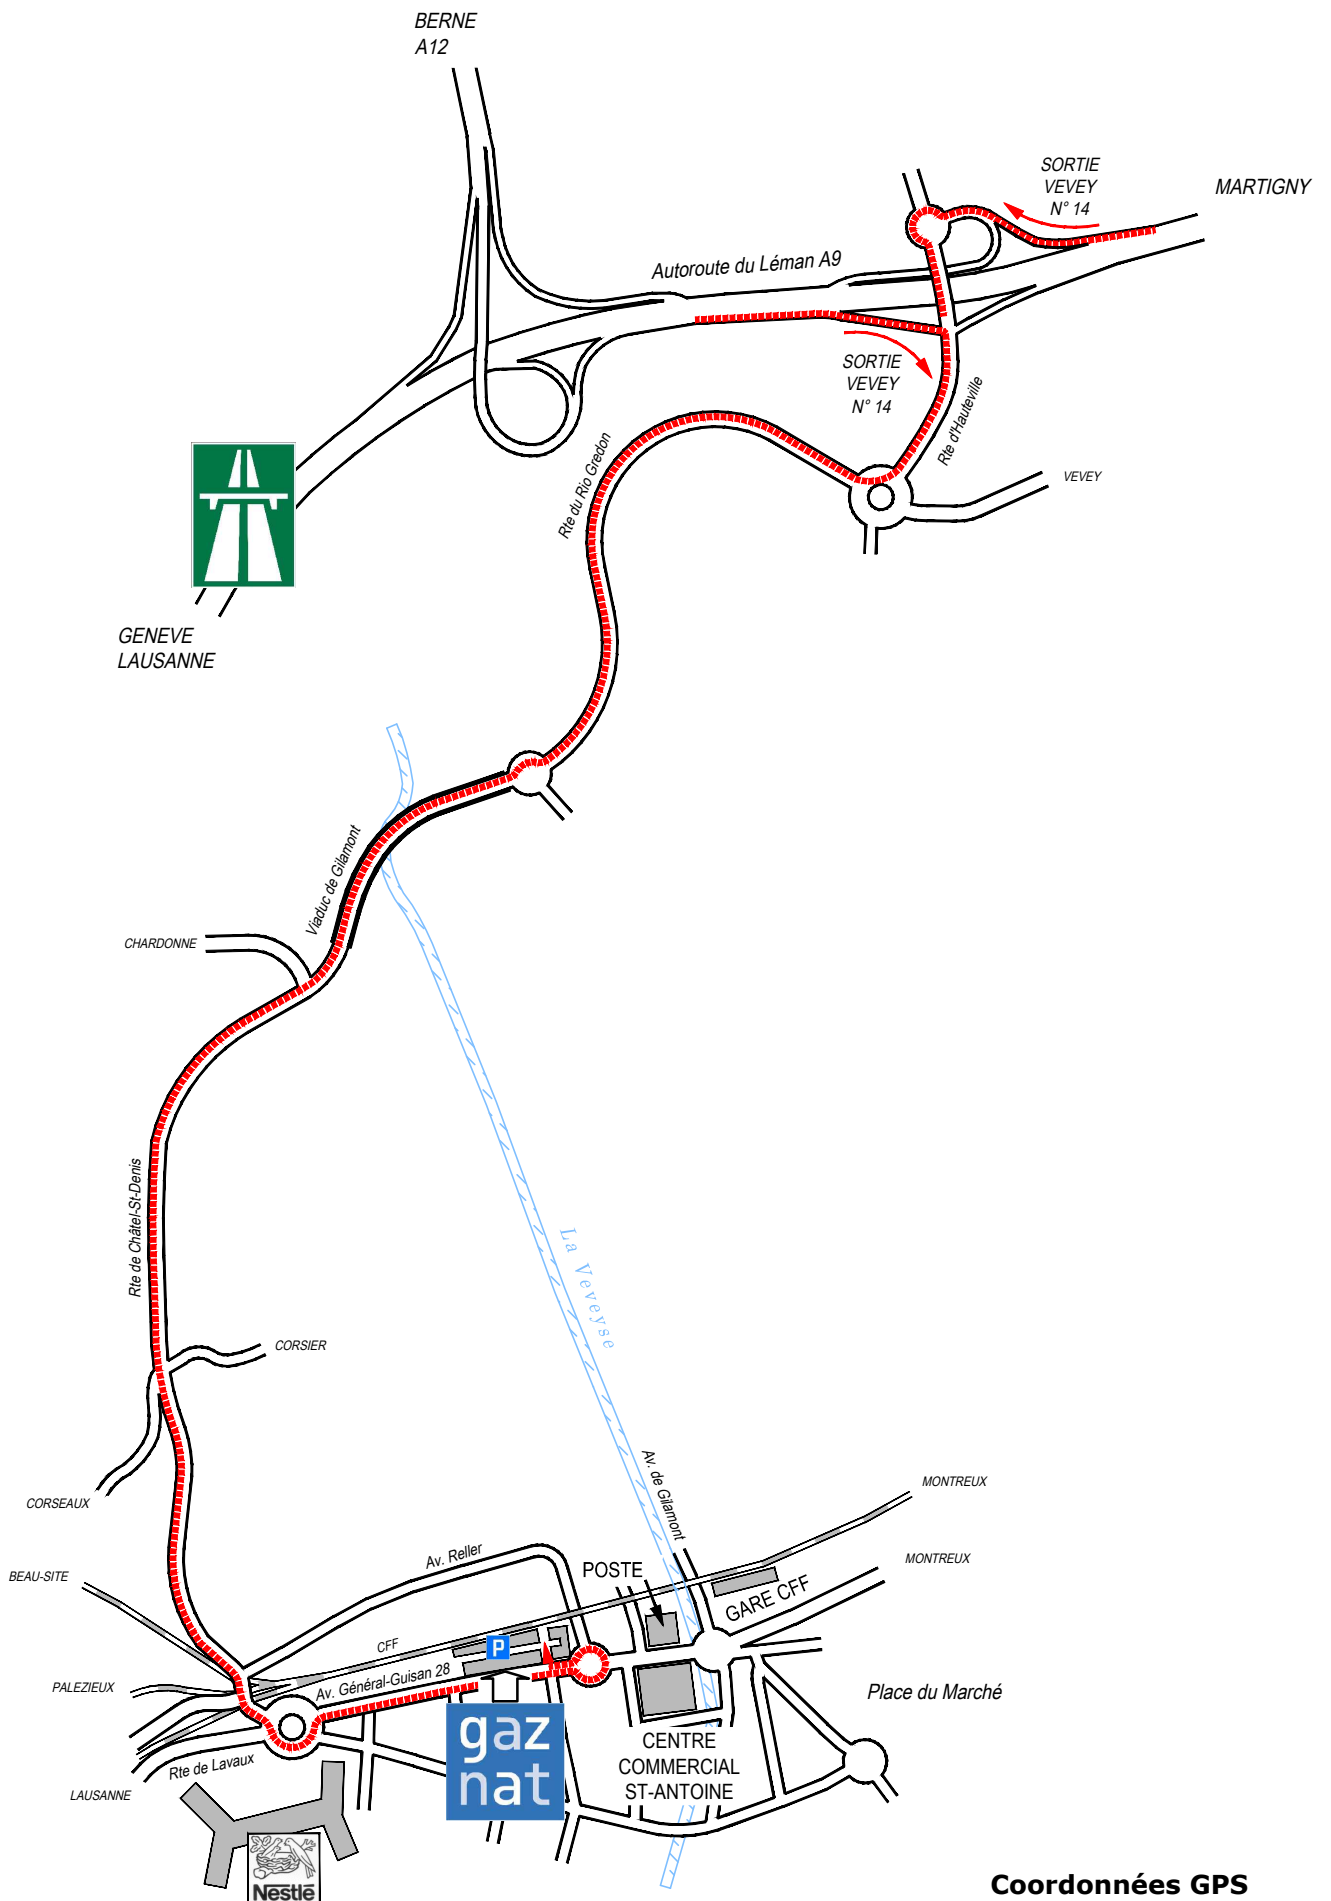 BERNE
A12
SORTIE
VEVEY
N° 14
MARTIGNY
Autoroute du Léman A9
SORTIE
VEVEY
N° 14
Rte d'Hauteville
Rte du Rio Gredon
VEVEY
GENEVE
LAUSANNE
Viaduc de Gilamont
CHARDONNE
Rte de Châtel-St-Denis
La Veveyse
CORSIER
Av. de Gilamont
MONTREUX
CORSEAUX
Av. Reller
MONTREUX
POSTE
BEAU-SITE
GARE CFF
CFF
P
Av. Général-Guisan 28
PALEZIEUX
Place du Marché
gaz
nat
CENTRE
COMMERCIAL
ST-ANTOINE
Rte de Lavaux
LAUSANNE
Nestlé
Coordonnées GPS